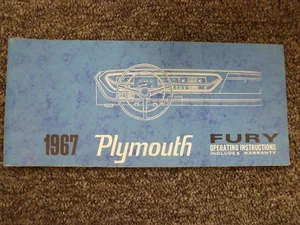 1967 Plymouth FURY
OPERATING INSTRUCTIONS
INCLUDES WARRANTY